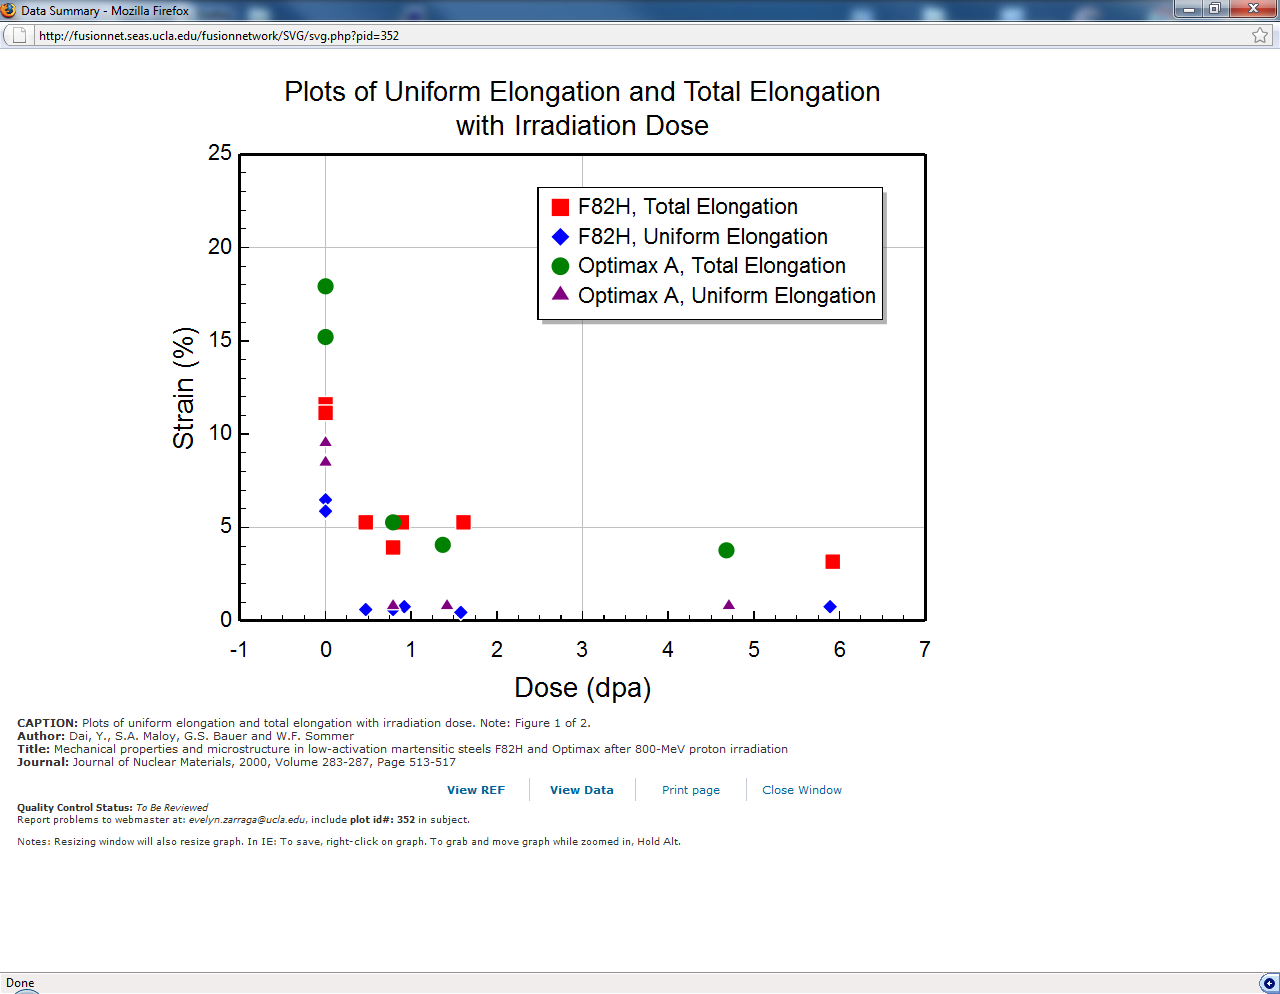 Data Summary - Mozilla Firefox
http://fusionnet.seas.ucla.edu/fusionnetwork/SVG/svg.php?pid=352
Plots of Uniform Elongation and Total Elongation
with Irradiation Dose
25
20
15
10
5
0
Strain (%)
F82H, Total Elongation
F82H, Uniform Elongation
Optimax A, Total Elongation
Optimax A, Uniform Elongation
-1 0 1 2 3 4 5 6 7
Dose (dpa)
CAPTION: Plots of uniform elongation and total elongation with irradiation dose. Note: Figure 1 of 2.
Author: Dai, Y., S.A. Maloy, G.S. Bauer and W.F. Sommer
Title: Mechanical properties and microstructure in low-activation martensitic steels F82H and Optimax after 800-MeV proton irradiation
Journal: Journal of Nuclear Materials, 2000, Volume 283-287, Page 513-517
View REF View Data Print page Close Window
Quality Control Status: To Be Reviewed
Report problems to webmaster at: evelyn.zarraga@ucla.edu, include plot id#: 352 in subject.
Notes: Resizing window will also resize graph. In IE: To save, right-click on graph. To grab and move graph while zoomed in, Hold Alt.
Done